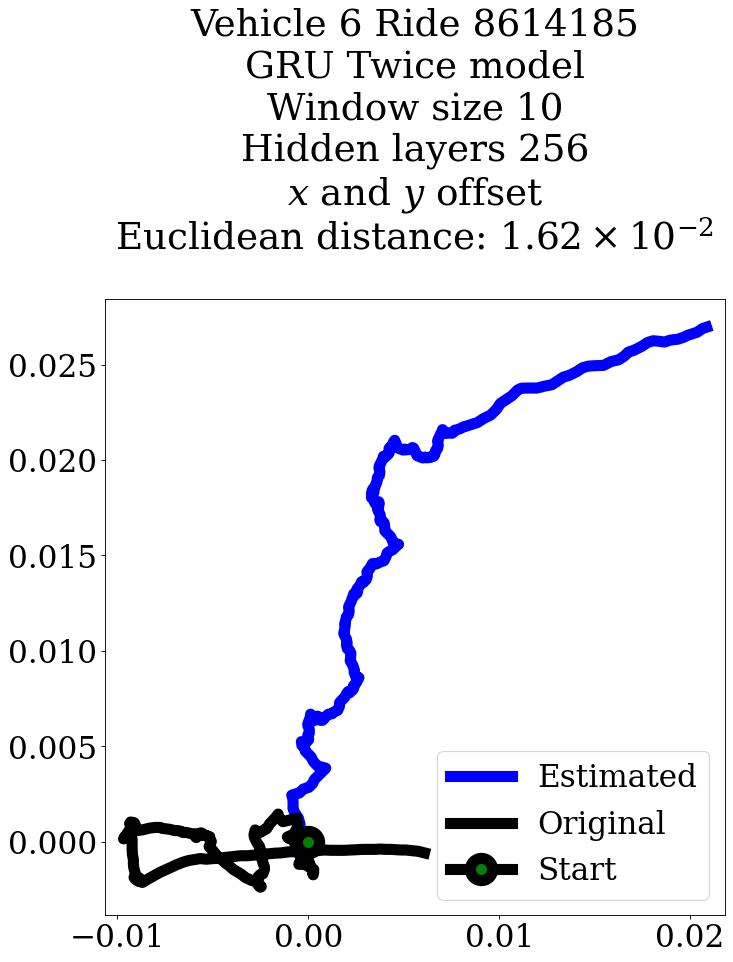 Vehicle 6 Ride 8614185
GRU Twice model
Window size 10
Hidden layers 256
x and y offset
Euclidean distance: 1.62 × 10⁻²
0.025
0.020
0.015
0.010
0.005
0.000
−0.01
0.00
0.01
0.02
Estimated
Original
Start